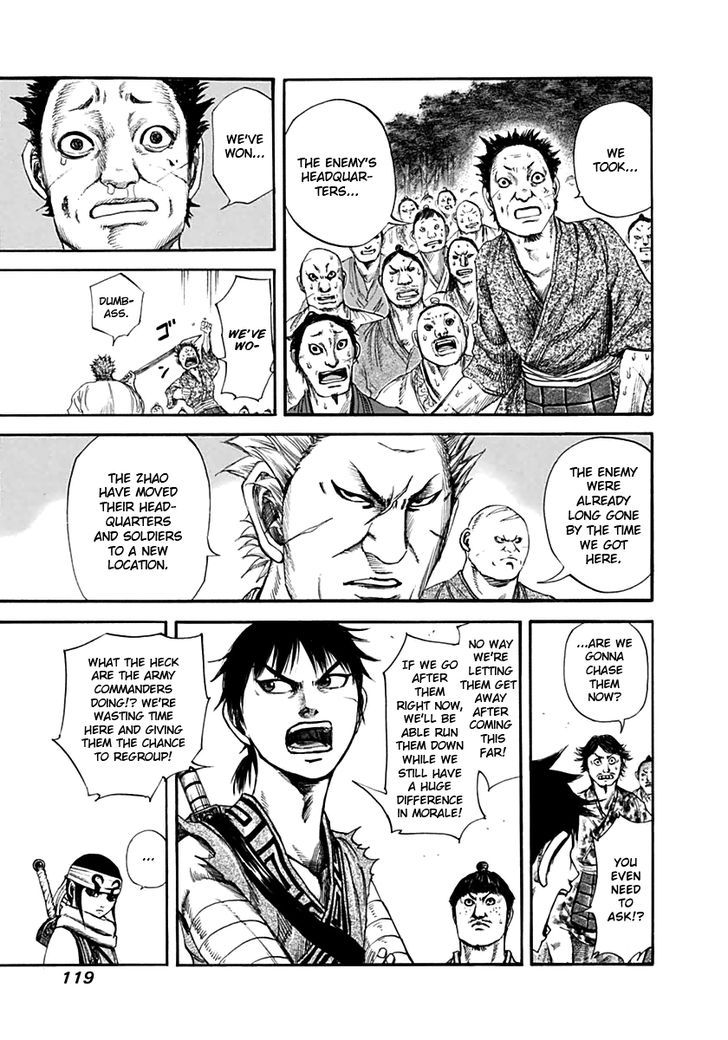 WE
TOOK...
THE ENEMY'S
HEADQUAR-
TERS...
WE'VE
WON...
WE'VE
WO-
ゴ
DUMB-
ASS.
THE ENEMY
WERE
ALREADY
LONG GONE
BY THE TIME
WE GOT
HERE.
THE ZHAO
HAVE MOVED
THEIR HEAD-
QUARTERS
AND SOLDIERS
TO A NEW
LOCATION.
...ARE WE
GONNA
CHASE
THEM
NOW?
YOU
EVEN
NEED
TO
ASK!?
NO WAY
WE'RE
LETTING
THEM GET
AWAY AFTER
COMING
THIS
FAR!
IF WE GO
AFTER
THEM
RIGHT NOW,
WE'LL BE
ABLE RUN
THEM DOWN
WHILE WE
STILL HAVE
A HUGE
DIFFERENCE
IN MORALE!
WHAT THE HECK
ARE THE ARMY
COMMANDERS
DOING!? WE'RE
WASTING TIME
HERE AND GIVING
THEM THE CHANCE
TO REGROUP!
...
119